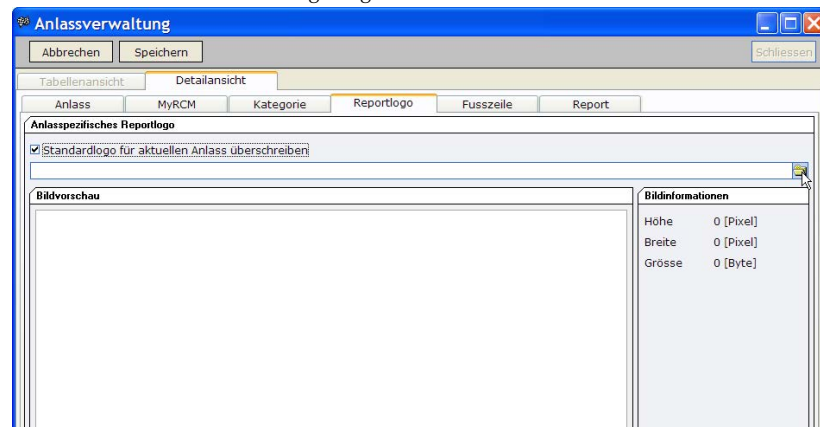 Anlassverwaltung
Abbrechen Speichern Schliessen
Tabellenansicht Detailansicht
Anlass MyRCM Kategorie Reportlogo Fusszeile Report
Anlasspezifisches Reportlogo
Standardlogo für aktuellen Anlass überschreiben
Bildvorschau Bildinformationen
Höhe 0 [Pixel]
Breite 0 [Pixel]
Grösse 0 [Byte]